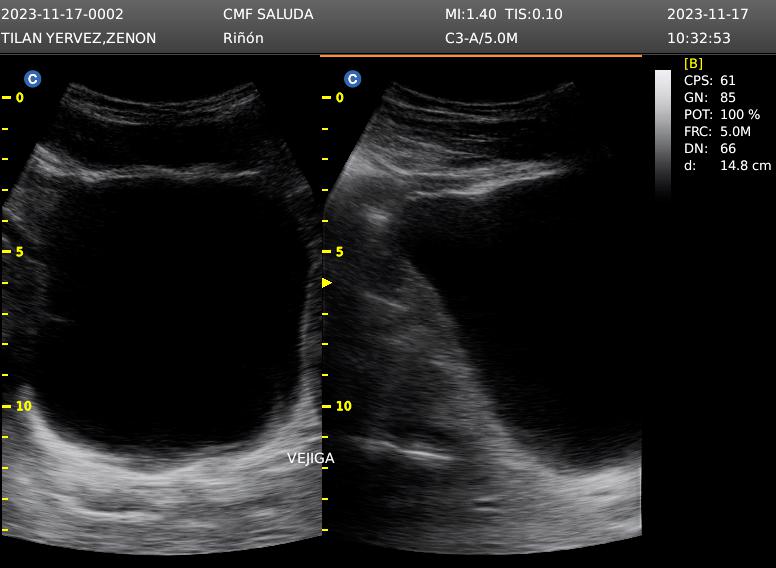 2023-11-17-0002 CMF SALUDA MI:1.40 TIS:0.10 2023-11-17
TILAN YERVEZ,ZENON Riñón C3-A/5.0M 10:32:53
[B]
CPS: 61
GN: 85
POT: 100 %
FRC: 5.0M
DN: 66
d: 14.8 cm
C C
0 0
5 5
10 10
VEJIGA